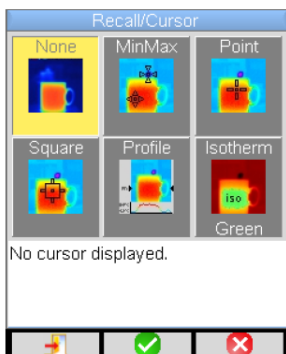 Recall/Cursor
None MinMax Point
Square Profile Isotherm
iso
Green
No cursor displayed.